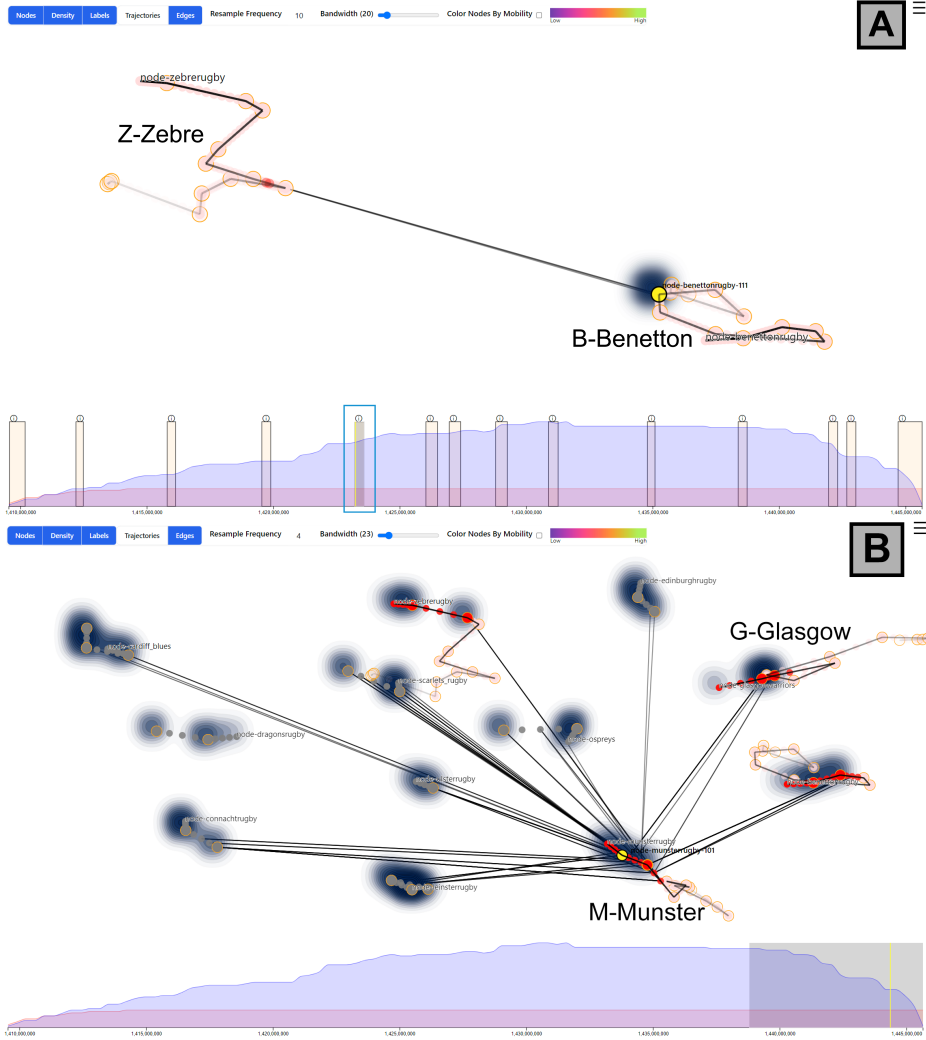 Nodes Density Labels Trajectories Edges Resample Frequency 10 Bandwidth (20) Color Nodes By Mobility Low High
A
node-zebrerugby
Z-Zebre
node-benettonrugby-111
B-Benetton
node-benettonrugby
1,410,000,000 1,415,000,000 1,420,000,000 1,425,000,000 1,430,000,000 1,435,000,000 1,440,000,000 1,445,000,000
Nodes Density Labels Trajectories Edges Resample Frequency 4 Bandwidth (23) Color Nodes By Mobility Low High
B
node-edinburghrugby
node-zebrerugby
G-Glasgow
node-cardiff_blues
node-scarlets_rugby
node-dragonsrugby
node-ospreys
node-connachtrugby
node-munsterrugby-101
M-Munster
1,410,000,000 1,415,000,000 1,420,000,000 1,425,000,000 1,430,000,000 1,435,000,000 1,440,000,000 1,445,000,000